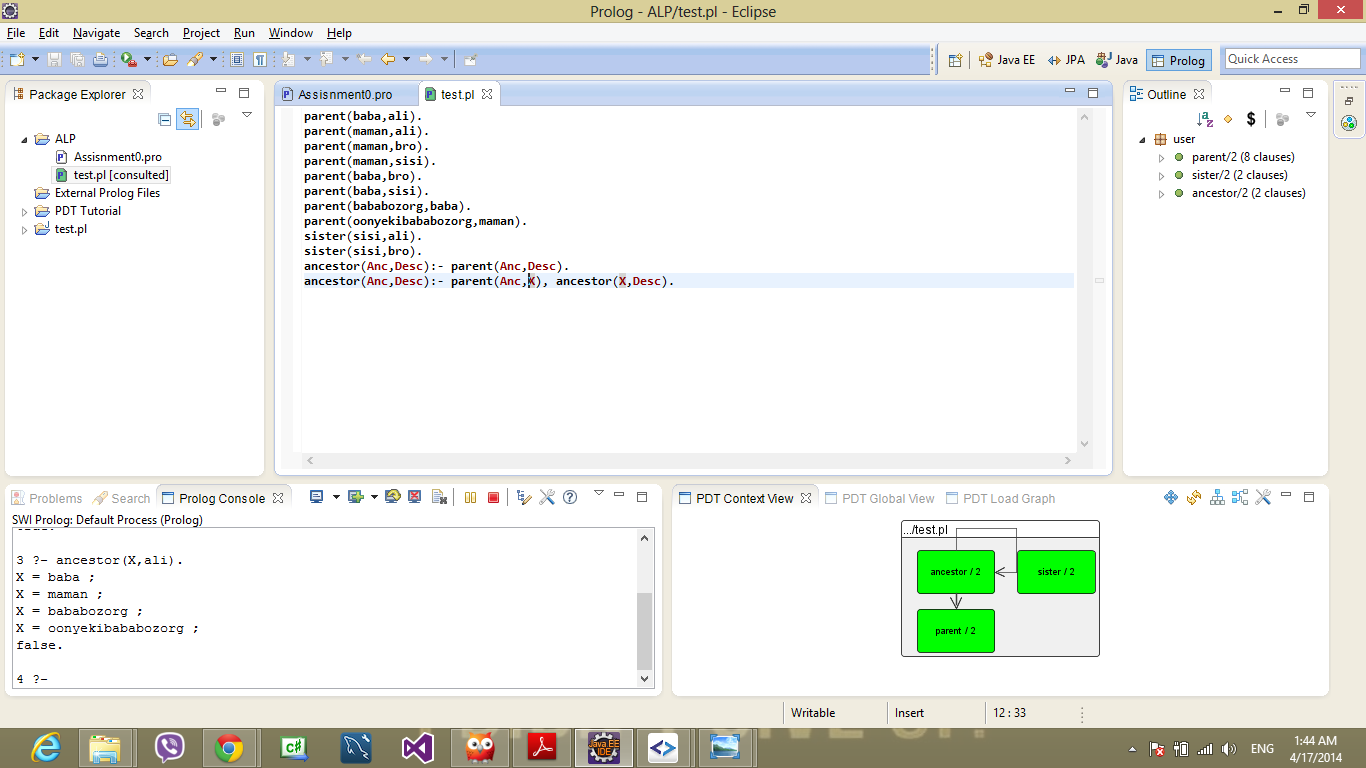 Prolog - ALP/test.pl - Eclipse
File Edit Navigate Search Project Run Window Help
Java EE JPA Java Prolog Quick Access
Package Explorer
ALP
Assisnment0.pro
test.pl [consulted]
External Prolog Files
PDT Tutorial
test.pl
Assisnment0.pro test.pl
parent(baba,ali).
parent(maman,ali).
parent(maman,bro).
parent(maman,sisi).
parent(baba,bro).
parent(baba,sisi).
parent(bababozorg,baba).
parent(oonyekibababozorg,maman).
sister(sisi,ali).
sister(sisi,bro).
ancestor(Anc,Desc):- parent(Anc,Desc).
ancestor(Anc,Desc):- parent(Anc,X), ancestor(X,Desc).
Outline
user
parent/2 (8 clauses)
sister/2 (2 clauses)
ancestor/2 (2 clauses)
Problems Search Prolog Console
SWI Prolog: Default Process (Prolog)
3 ?- ancestor(X,ali).
X = baba ;
X = maman ;
X = bababozorg ;
X = oonyekibababozorg ;
false.
4 ?-
PDT Context View PDT Global View PDT Load Graph
.../test.pl
ancestor / 2
sister / 2
parent / 2
Writable Insert 12 : 33
Java EE
IDE
ENG
1:44 AM
4/17/2014